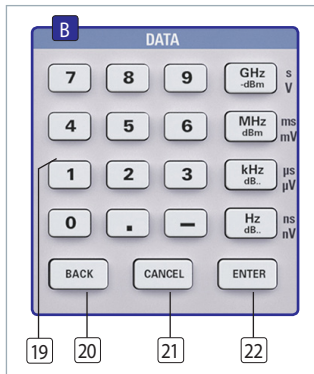 B
DATA
7 8 9 GHz s
-dBm V
4 5 6 MHz ms
dBm mV
1 2 3 kHz µs
dB.. µV
0 . – Hz ns
dB.. nV
BACK CANCEL ENTER
19 20 21 22